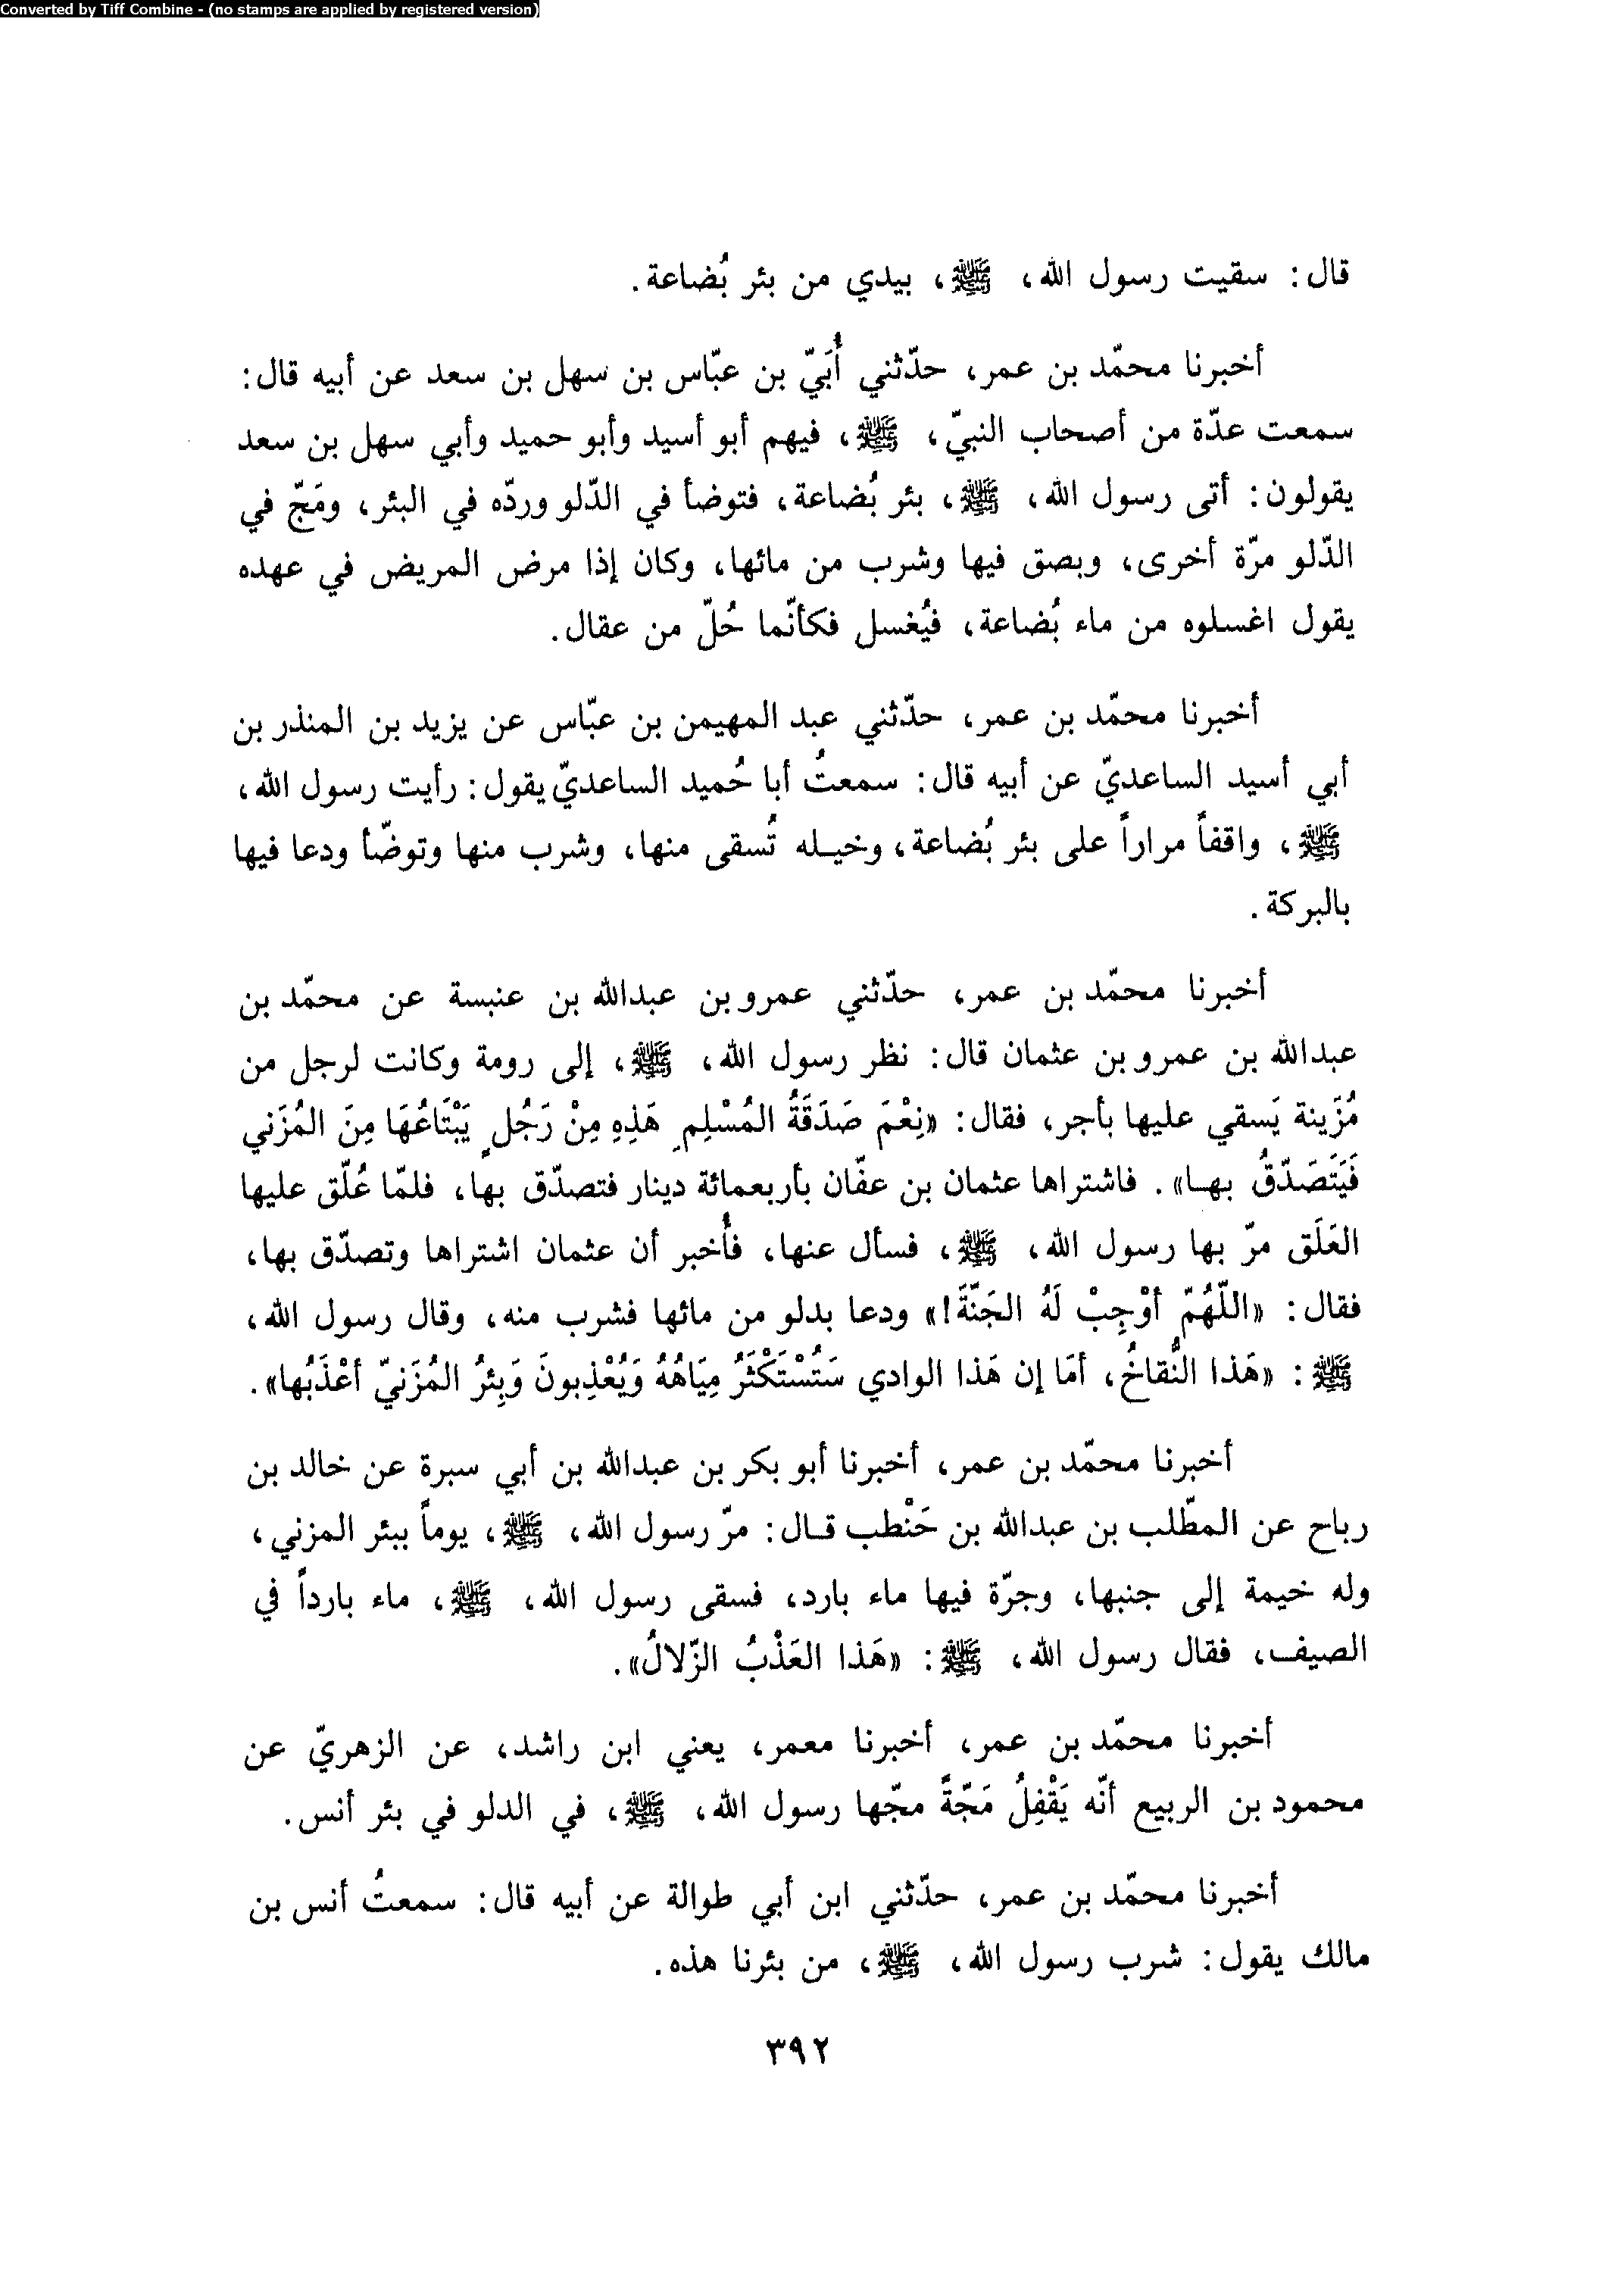 Converted by Tiff Combine - (no stamps are applied by registered version)
قال: سقيت رسول الله، ﷺ، بيدي من بئر بُضاعة.
أخبرنا محمّد بن عمر، حدّثني أُبَيّ بن عبّاس بن سهل بن سعد عن أبيه قال:
سمعت عدّة من أصحاب النبيّ، ﷺ، فيهم أبو أسيد وأبو حميد وأبي سهل بن سعد
يقولون: أتى رسول الله، ﷺ، بئر بُضاعة، فتوضأ في الدّلو وردّه في البئر، ومَجّ في
الدّلو مرّة أخرى، وبصق فيها وشرب من مائها، وكان إذا مرض المريض في عهده
يقول اغسلوه من ماء بُضاعة، فيُغسل فكأنّما حُلّ من عقال.
أخبرنا محمّد بن عمر، حدّثني عبد المهيمن بن عبّاس عن يزيد بن المنذر بن
أبي أسيد الساعديّ عن أبيه قال: سمعتُ أبا حُميد الساعديّ يقول: رأيت رسول الله،
ﷺ، واقفاً مراراً على بئر بُضاعة، وخيـله تُسقى منها، وشرب منها وتوضّأ ودعا فيها
بالبركة.
أخبرنا محمّد بن عمر، حدّثني عمرو بن عبدالله بن عنبسة عن محمّد بن
عبدالله بن عمرو بن عثمان قال: نظر رسول الله، ﷺ، إلى رومة وكانت لرجل من
مُزَينة يَسقي عليها بأجر، فقال: «نِعْمَ صَدَقَةُ المُسْلِمِ هَذِهِ مِنْ رَجُلٍ يَبْتَاعُهَا مِنَ المُزَني
فَيَتَصَدّقُ بهـا». فاشتراها عثمان بن عفّان بأربعمائة دينار فتصدّق بها، فلمّا عُلّق عليها
العَلَق مرّ بها رسول الله، ﷺ، فسأل عنها، فأُخبر أن عثمان اشتراها وتصدّق بها،
فقال: «اللّهُمّ أوْجِبْ لَهُ الجَنّةَ!» ودعا بدلو من مائها فشرب منه، وقال رسول الله،
ﷺ: «هَذا النُّقاخُ، أمَا إن هَذا الوادي سَتُسْتَكْثَرُ مِيَاهُهُ وَيُعْذِبونَ وَبِئرُ المُزَنيّ أعْذَبُها».
أخبرنا محمّد بن عمر، أخبرنا أبو بكر بن عبدالله بن أبي سبرة عن خالد بن
رباح عن المطّلب بن عبدالله بن حَنْطب قـال: مرّ رسول الله، ﷺ، يوماً ببئر المزني،
وله خيمة إلى جنبها، وجرّة فيها ماء بارد، فسقى رسول الله، ﷺ، ماء بارداً في
الصيف، فقال رسول الله، ﷺ: «هَذا العَذْبُ الزّلالُ».
أخبرنا محمّد بن عمر، أخبرنا معمر، يعني ابن راشد، عن الزهريّ عن
محمود بن الربيع أنّه يَقْفِلُ مَجّةً مجّها رسول الله، ﷺ، في الدلو في بئر أنس.
أخبرنا محمّد بن عمر، حدّثني ابن أبي طوالة عن أبيه قال: سمعتُ أنس بن
مالك يقول: شرب رسول الله، ﷺ، من بئرنا هذه.
٣٩٢